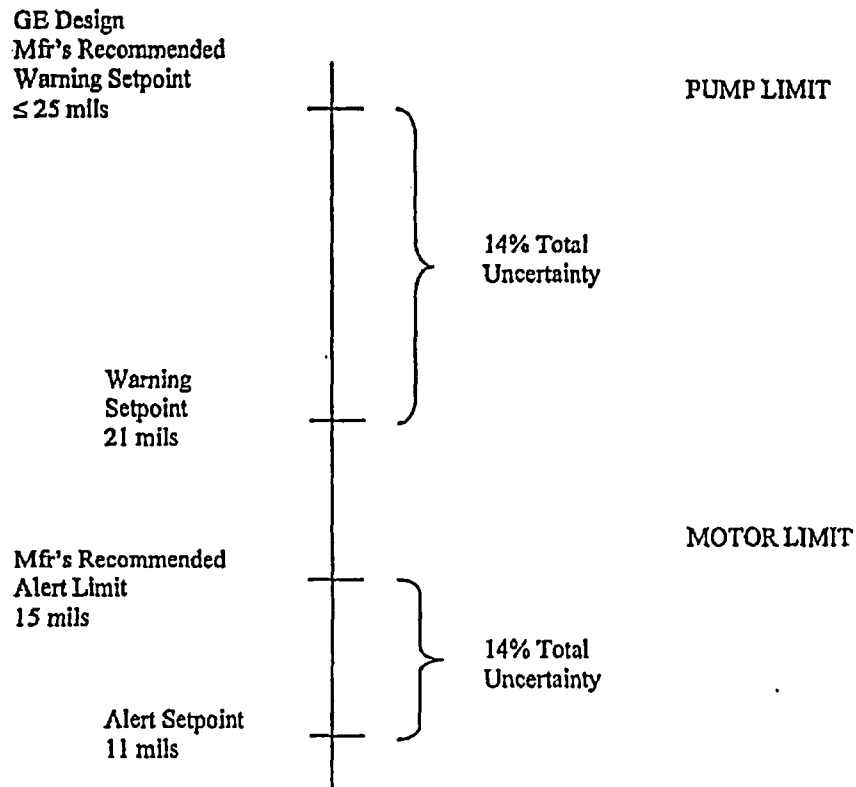 GE Design
Mfr's Recommended
Warning Setpoint
≤ 25 mils
PUMP LIMIT
14% Total
Uncertainty
Warning
Setpoint
21 mils
MOTOR LIMIT
Mfr's Recommended
Alert Limit
15 mils
14% Total
Uncertainty
Alert Setpoint
11 mils